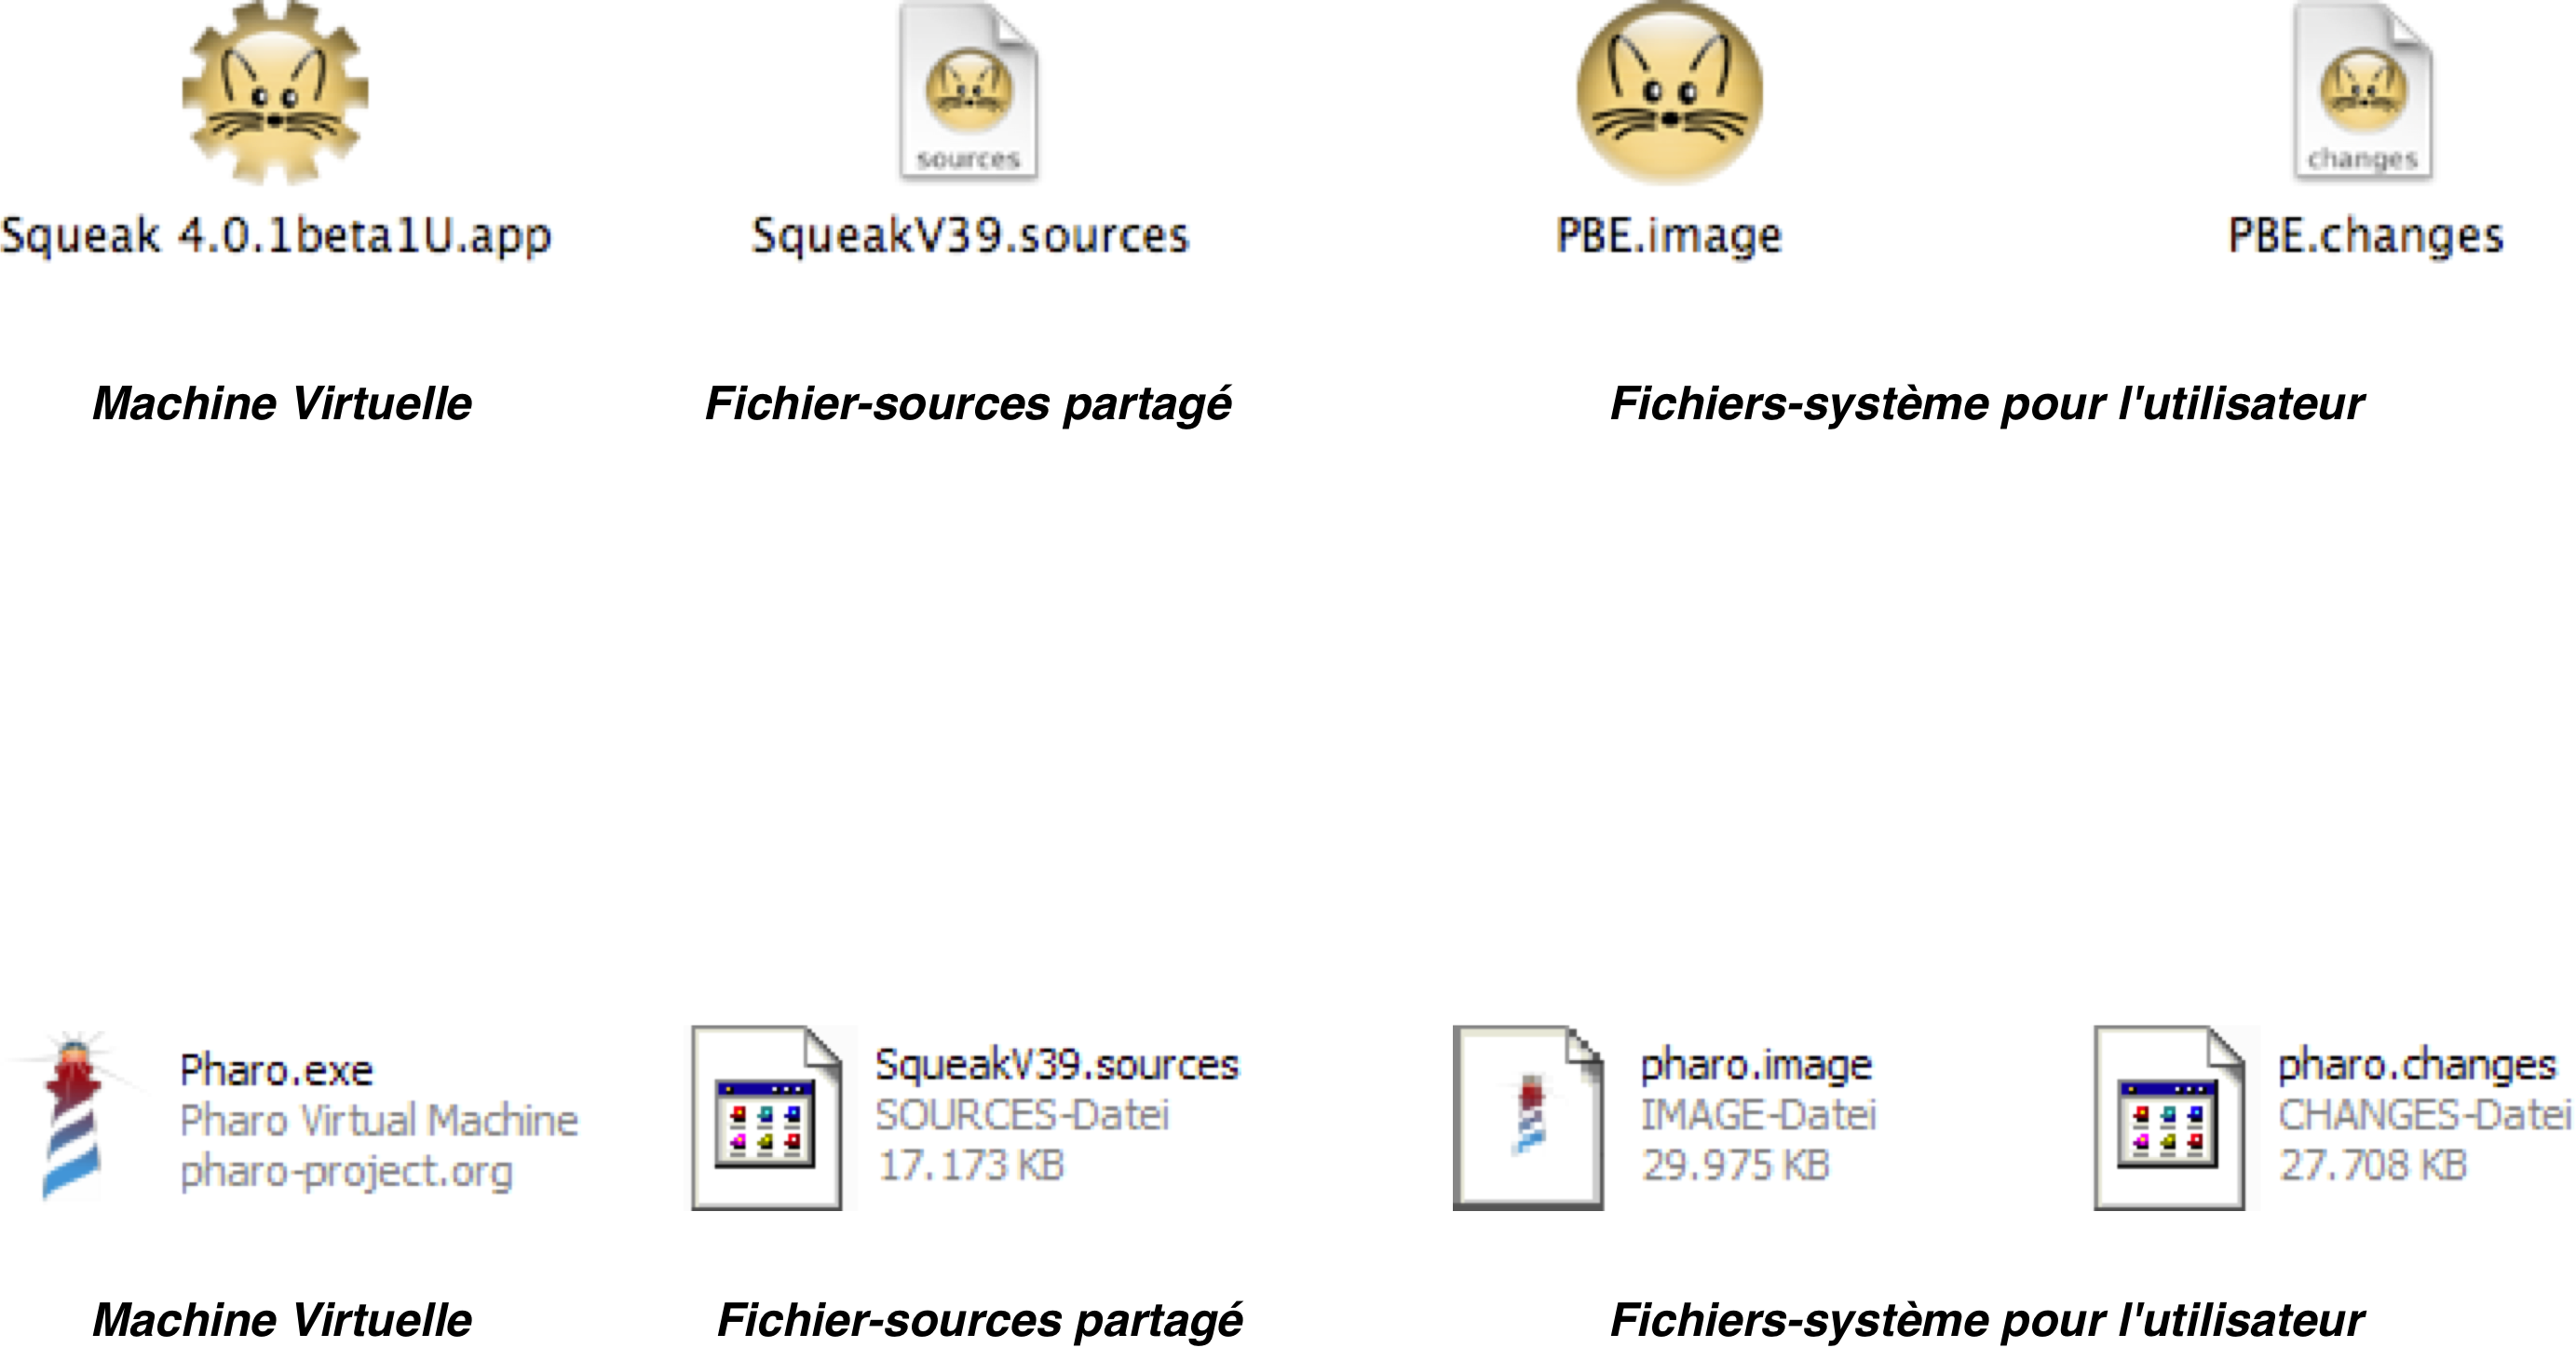 sources
changes
Squeak 4.0.1beta1U.app
SqueakV39.sources
PBE.image
PBE.changes
Machine Virtuelle
Fichier-sources partagé
Fichiers-système pour l'utilisateur
Pharo.exe
Pharo Virtual Machine
pharo-project.org
SqueakV39.sources
SOURCES-Datei
17.173 KB
pharo.image
IMAGE-Datei
29.975 KB
pharo.changes
CHANGES-Datei
27.708 KB
Machine Virtuelle
Fichier-sources partagé
Fichiers-système pour l'utilisateur